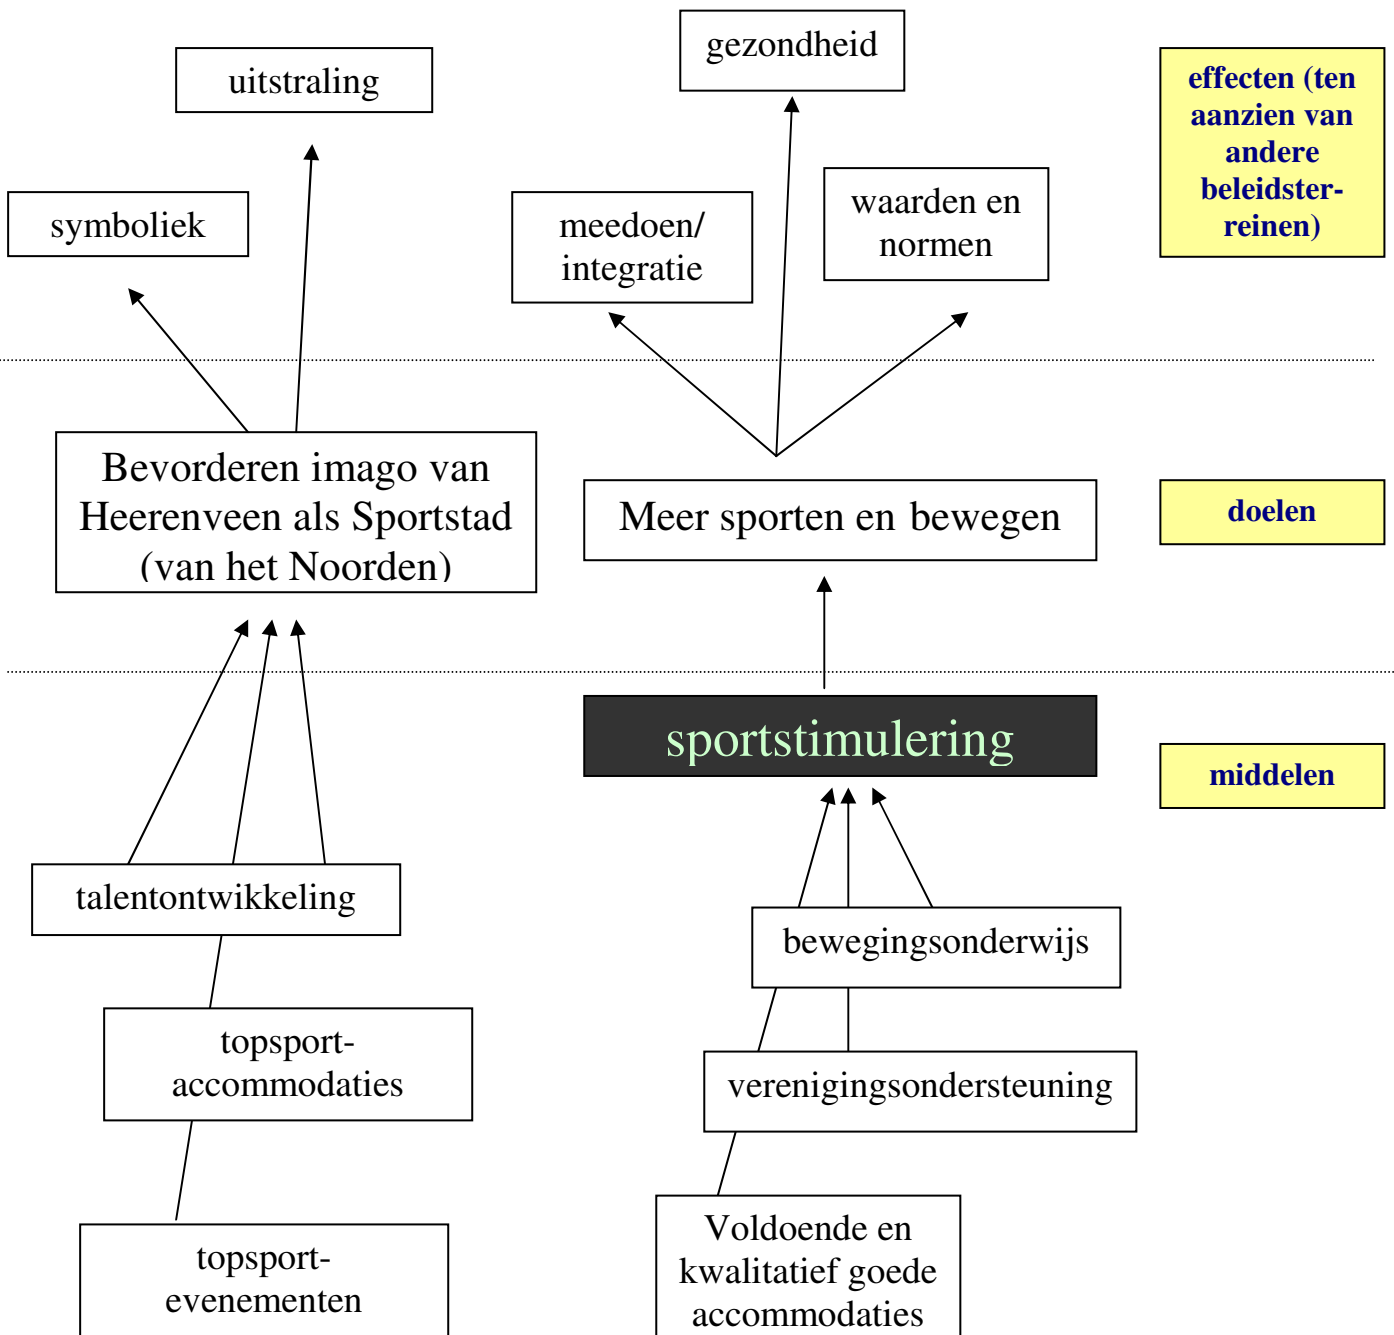 gezondheid
uitstraling
effecten (ten
aanzien van
andere
beleidster-
reinen)
symboliek
meedoen/
integratie
waarden en
normen
Bevorderen imago van
Heerenveen als Sportstad
(van het Noorden)
Meer sporten en bewegen
doelen
sportstimulering
middelen
talentontwikkeling
bewegingsonderwijs
topsport-
accommodaties
verenigingsondersteuning
topsport-
evenementen
Voldoende en
kwalitatief goede
accommodaties